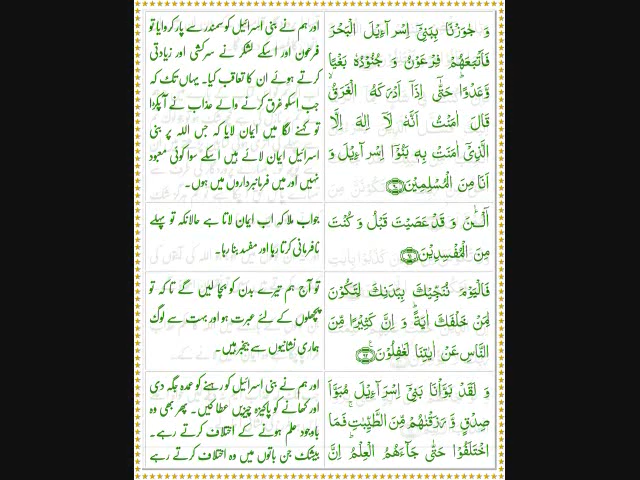 وَ جٰوَزْنَا بِبَنِیْۤ اِسْرَآءِیْلَ الْبَحْرَ
فَاَتْبَعَهُمْ فِرْعَوْنُ وَ جُنُوْدُهٗ بَغْیًا
وَّعَدْوًاؕ حَتّٰۤی اِذَاۤ اَدْرَكَهُ الْغَرَقُۙ
قَالَ اٰمَنْتُ اَنَّهٗ لَاۤ اِلٰهَ اِلَّا
الَّذِیْۤ اٰمَنَتْ بِهٖ بَنُوْۤا اِسْرَآءِیْلَ وَ
اَنَا مِنَ الْمُسْلِمِیْنَ
اور ہم نے بنی اسرائیل کو سمندر سے پار کروایا تو
فرعون اور اسکے لشکر نے سرکشی اور زیادتی
کرتے ہوئے ان کا تعاقب کیا۔ یہاں تک کہ
جب اسکو غرق کرنے والے عذاب نے آپکڑا
تو کہنے لگا میں ایمان لایا کہ جس اللہ پر بنی
اسرائیل ایمان لائے ہیں اسکے سوا کوئی معبود
نہیں اور میں فرمانبرداروں میں ہوں۔
آٰلْـٰٔنَ وَ قَدْ عَصَیْتَ قَبْلُ وَ كُنْتَ
مِنَ الْمُفْسِدِیْنَ
جواب ملا کہ اب ایمان لاتا ہے حالانکہ تو پہلے
نافرمانی کرتا رہا اور مفسد بنا رہا۔
فَالْیَوْمَ نُنَجِّیْكَ بِبَدَنِكَ لِتَكُوْنَ
لِمَنْ خَلْفَكَ اٰیَةًؕ وَ اِنَّ كَثِیْرًا مِّنَ
النَّاسِ عَنْ اٰیٰتِنَا لَغٰفِلُوْنَ
تو آج ہم تیرے بدن کو بچا لیں گے تا کہ تو
پچھلوں کے لئے عبرت ہو اور بہت سے لوگ
ہماری نشانیوں سے بیخبر ہیں۔
وَ لَقَدْ بَوَّاْنَا بَنِیْۤ اِسْرَآءِیْلَ مُبَوَّاَ
صِدْقٍ وَّ رَزَقْنٰهُمْ مِّنَ الطَّیِّبٰتِۚ فَمَا
اخْتَلَفُوْا حَتّٰی جَآءَهُمُ الْعِلْمُؕ اِنَّ
اور ہم نے بنی اسرائیل کو رہنے کو عمدہ جگہ دی
اور کھانے کو پاکیزہ چیزیں عطا کیں۔ پھر بھی وہ
باوجود علم ہونے کے اختلاف کرتے رہے۔
بیشک جن باتوں میں وہ اختلاف کرتے رہے